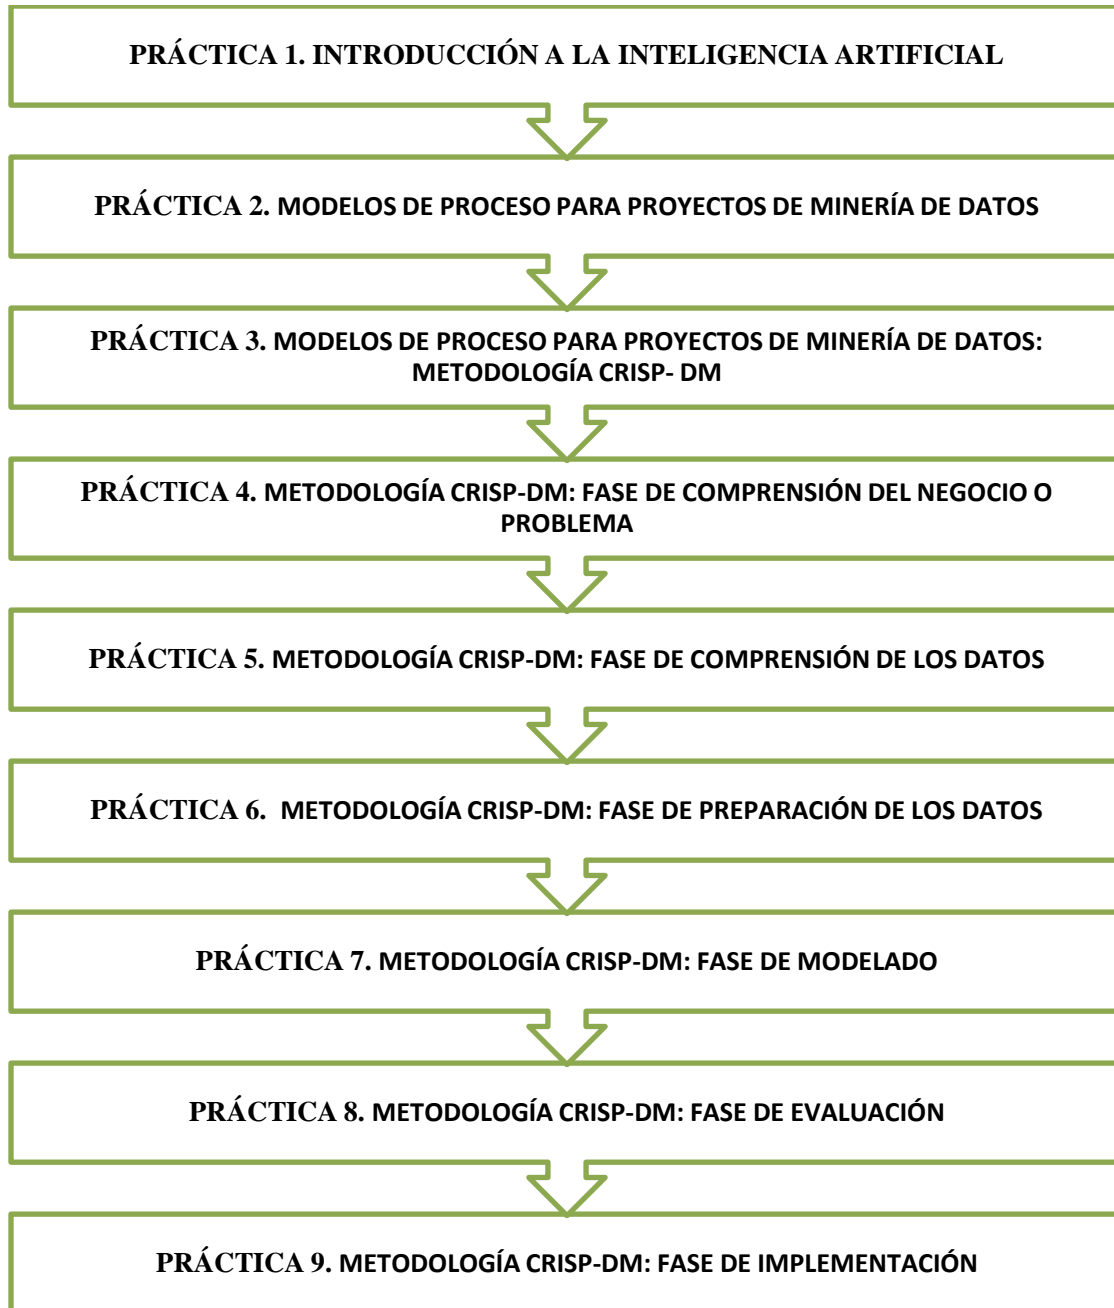 PRÁCTICA 1. INTRODUCCIÓN A LA INTELIGENCIA ARTIFICIAL
PRÁCTICA 2. MODELOS DE PROCESO PARA PROYECTOS DE MINERÍA DE DATOS
PRÁCTICA 3. MODELOS DE PROCESO PARA PROYECTOS DE MINERÍA DE DATOS:
METODOLOGÍA CRISP- DM
PRÁCTICA 4. METODOLOGÍA CRISP-DM: FASE DE COMPRENSIÓN DEL NEGOCIO O
PROBLEMA
PRÁCTICA 5. METODOLOGÍA CRISP-DM: FASE DE COMPRENSIÓN DE LOS DATOS
PRÁCTICA 6. METODOLOGÍA CRISP-DM: FASE DE PREPARACIÓN DE LOS DATOS
PRÁCTICA 7. METODOLOGÍA CRISP-DM: FASE DE MODELADO
PRÁCTICA 8. METODOLOGÍA CRISP-DM: FASE DE EVALUACIÓN
PRÁCTICA 9. METODOLOGÍA CRISP-DM: FASE DE IMPLEMENTACIÓN